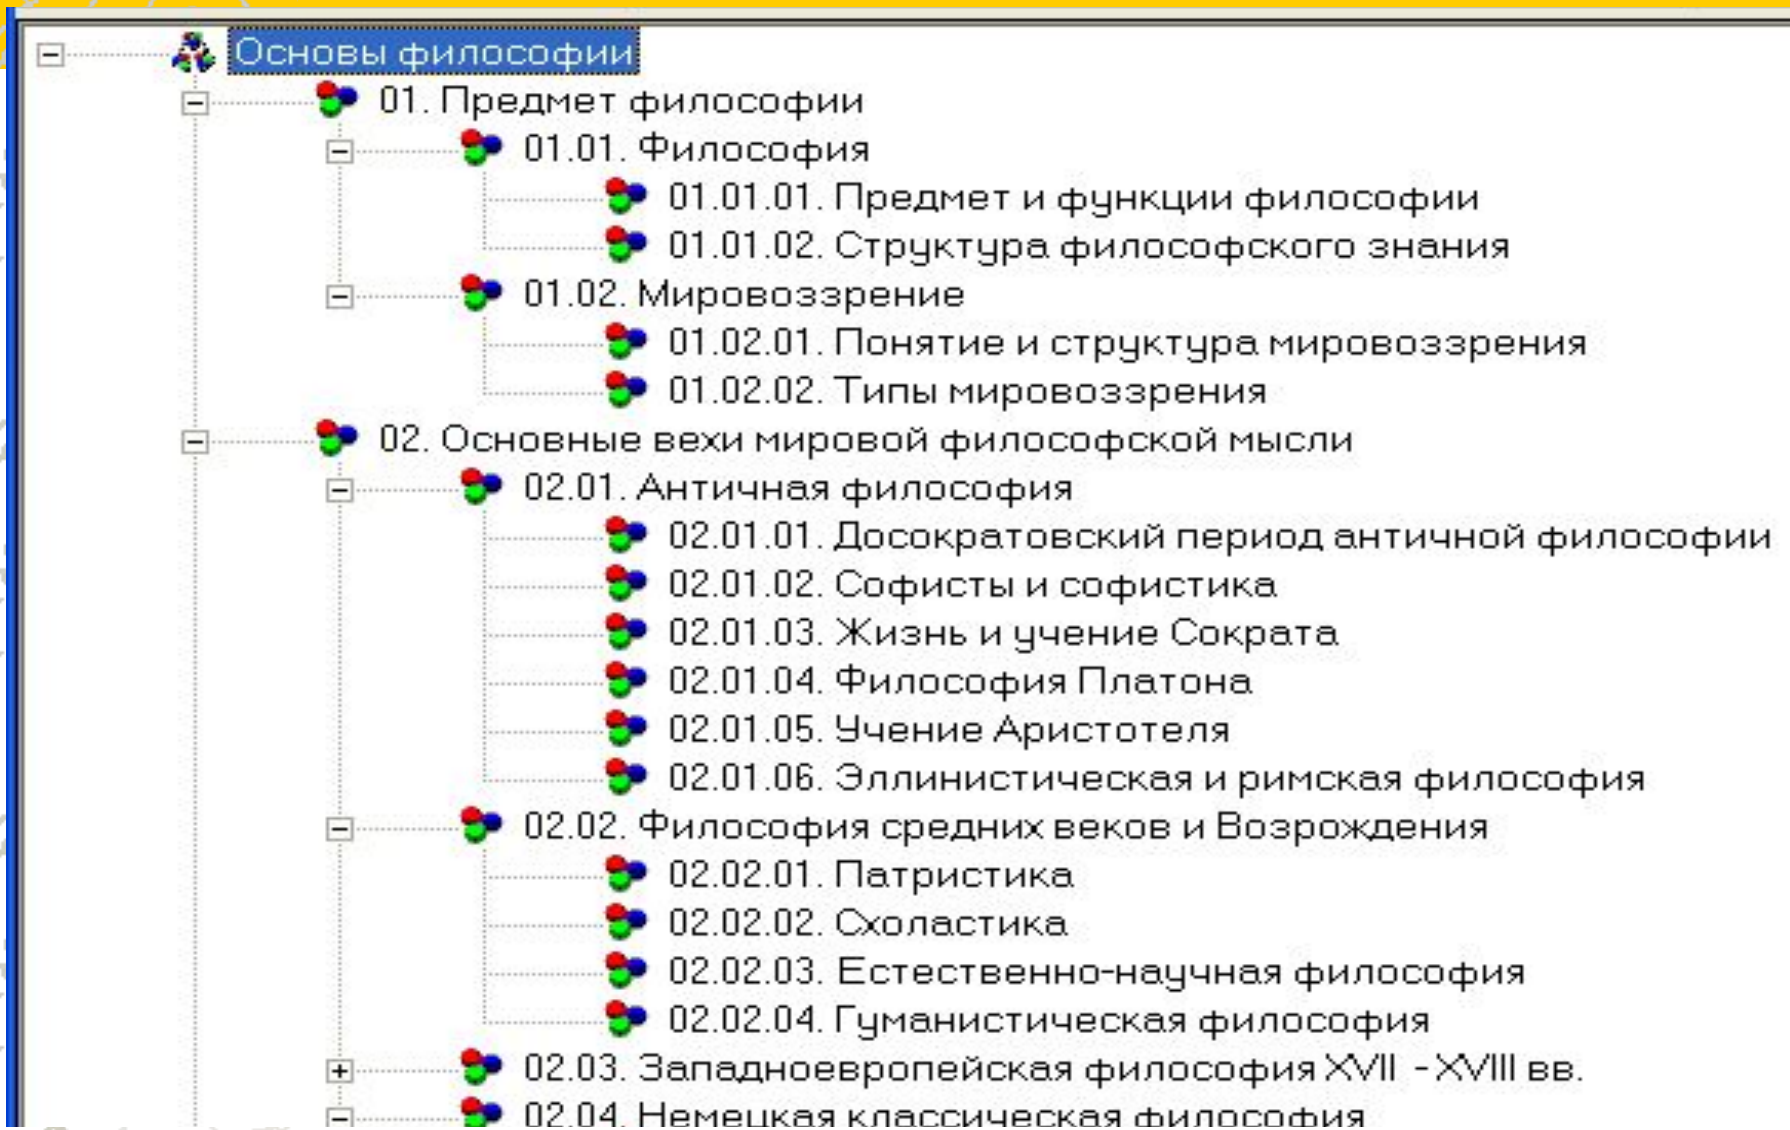 Основы философии
01. Предмет философии
01.01. Философия
01.01.01. Предмет и функции философии
01.01.02. Структура философского знания
01.02. Мировоззрение
01.02.01. Понятие и структура мировоззрения
01.02.02. Типы мировоззрения
02. Основные вехи мировой философской мысли
02.01. Античная философия
02.01.01. Досократовский период античной философии
02.01.02. Софисты и софистика
02.01.03. Жизнь и учение Сократа
02.01.04. Философия Платона
02.01.05. Учение Аристотеля
02.01.06. Эллинистическая и римская философия
02.02. Философия средних веков и Возрождения
02.02.01. Патристика
02.02.02. Схоластика
02.02.03. Естественно-научная философия
02.02.04. Гуманистическая философия
02.03. Западноевропейская философия XVII - XVIII вв.
02.04. Немецкая классическая философия